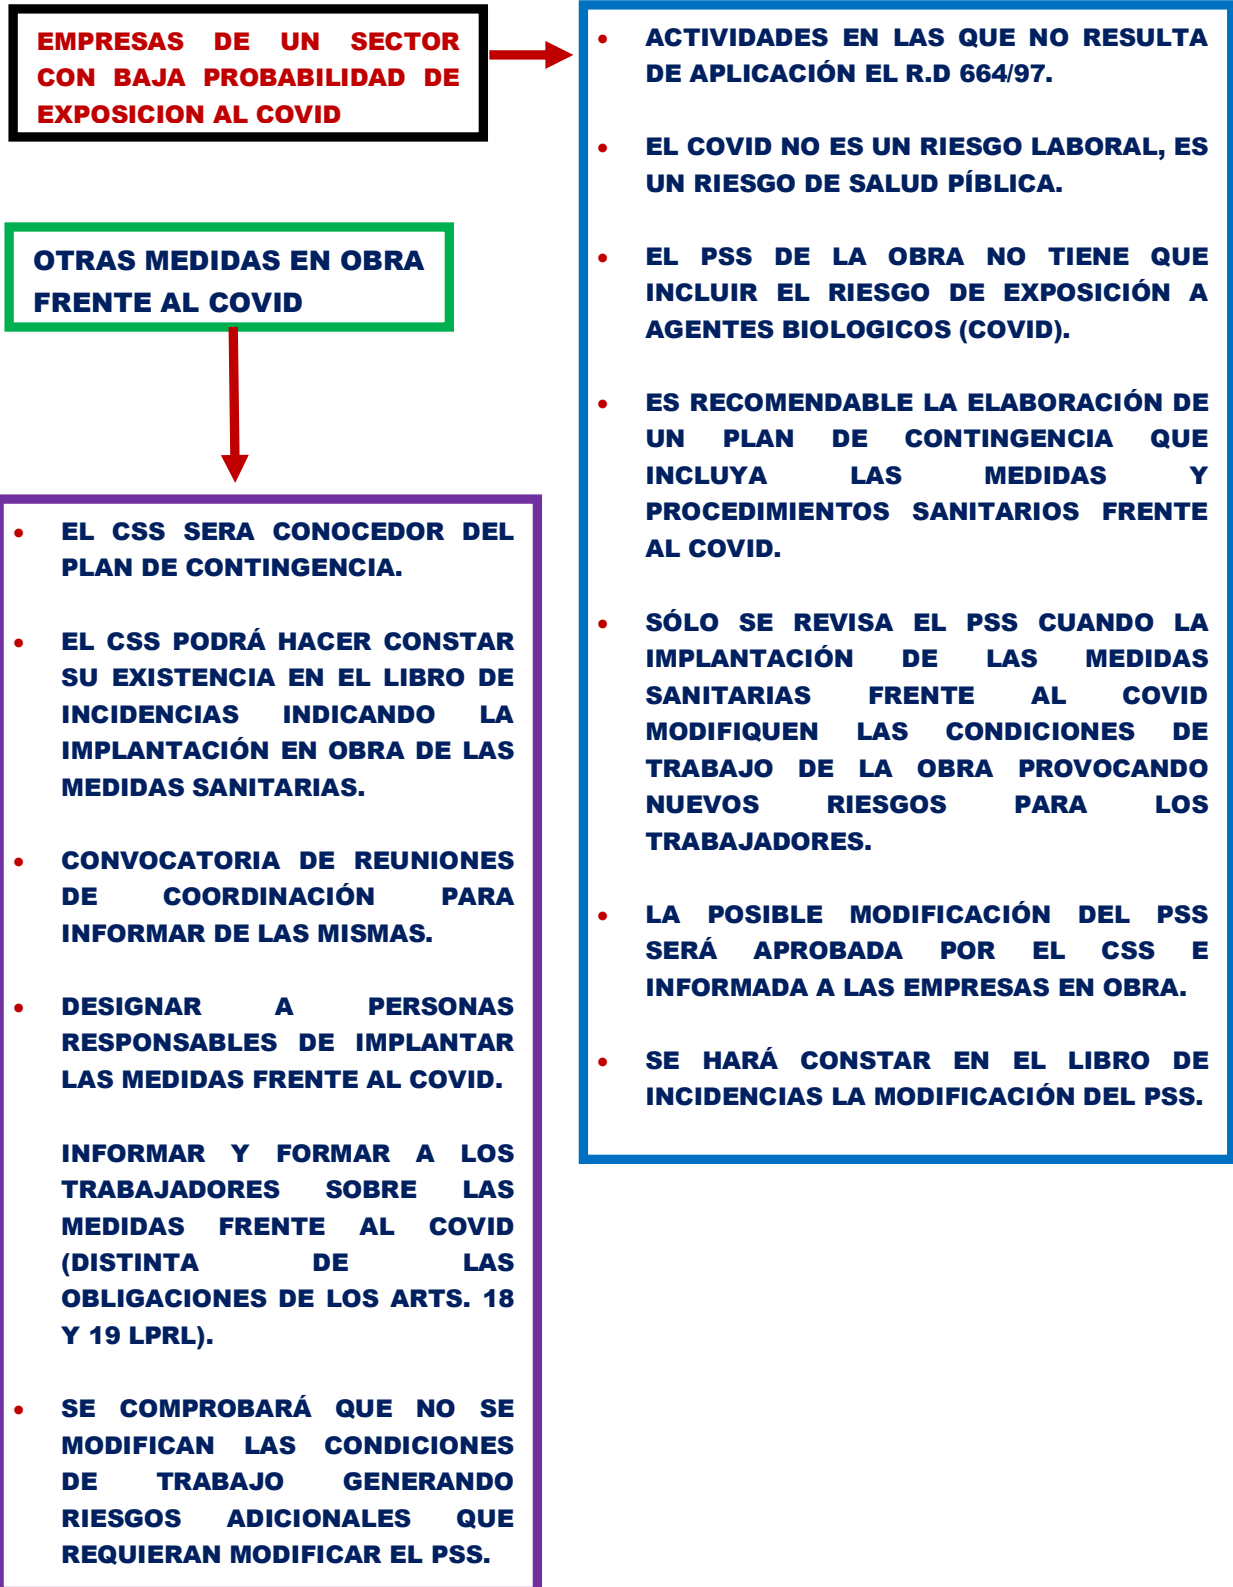 EMPRESAS DE UN SECTOR
CON BAJA PROBABILIDAD DE
EXPOSICION AL COVID
• ACTIVIDADES EN LAS QUE NO RESULTA
DE APLICACIÓN EL R.D 664/97.
• EL COVID NO ES UN RIESGO LABORAL, ES
UN RIESGO DE SALUD PÍBLICA.
• EL PSS DE LA OBRA NO TIENE QUE
INCLUIR EL RIESGO DE EXPOSICIÓN A
AGENTES BIOLOGICOS (COVID).
• ES RECOMENDABLE LA ELABORACIÓN DE
UN PLAN DE CONTINGENCIA QUE
INCLUYA LAS MEDIDAS Y
PROCEDIMIENTOS SANITARIOS FRENTE
AL COVID.
• SÓLO SE REVISA EL PSS CUANDO LA
IMPLANTACIÓN DE LAS MEDIDAS
SANITARIAS FRENTE AL COVID
MODIFIQUEN LAS CONDICIONES DE
TRABAJO DE LA OBRA PROVOCANDO
NUEVOS RIESGOS PARA LOS
TRABAJADORES.
• LA POSIBLE MODIFICACIÓN DEL PSS
SERÁ APROBADA POR EL CSS E
INFORMADA A LAS EMPRESAS EN OBRA.
• SE HARÁ CONSTAR EN EL LIBRO DE
INCIDENCIAS LA MODIFICACIÓN DEL PSS.
OTRAS MEDIDAS EN OBRA
FRENTE AL COVID
• EL CSS SERA CONOCEDOR DEL
PLAN DE CONTINGENCIA.
• EL CSS PODRÁ HACER CONSTAR
SU EXISTENCIA EN EL LIBRO DE
INCIDENCIAS INDICANDO LA
IMPLANTACIÓN EN OBRA DE LAS
MEDIDAS SANITARIAS.
• CONVOCATORIA DE REUNIONES
DE COORDINACIÓN PARA
INFORMAR DE LAS MISMAS.
• DESIGNAR A PERSONAS
RESPONSABLES DE IMPLANTAR
LAS MEDIDAS FRENTE AL COVID.
INFORMAR Y FORMAR A LOS
TRABAJADORES SOBRE LAS
MEDIDAS FRENTE AL COVID
(DISTINTA DE LAS
OBLIGACIONES DE LOS ARTS. 18
Y 19 LPRL).
• SE COMPROBARÁ QUE NO SE
MODIFICAN LAS CONDICIONES
DE TRABAJO GENERANDO
RIESGOS ADICIONALES QUE
REQUIERAN MODIFICAR EL PSS.